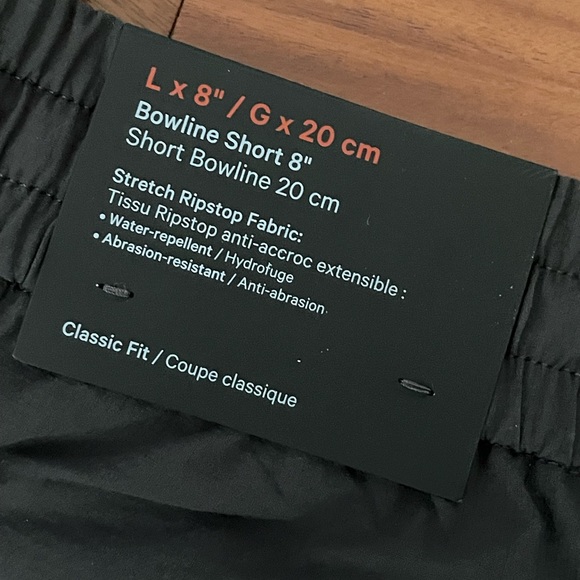 L x 8" / G x 20 cm
Bowline Short 8"
Short Bowline 20 cm
Stretch Ripstop Fabric:
Tissu Ripstop anti-accroc extensible :
• Water-repellent / Hydrofuge
• Abrasion-resistant / Anti-abrasion
Classic Fit / Coupe classique